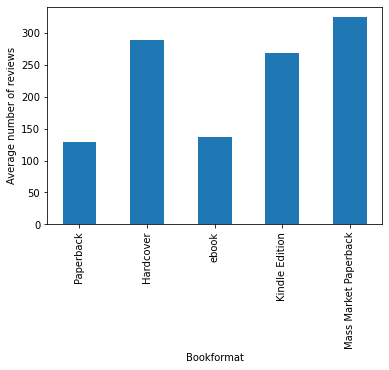 Average number of reviews
300
250
200
150
100
50
0
Paperback
Hardcover
ebook
Kindle Edition
Mass Market Paperback
Bookformat